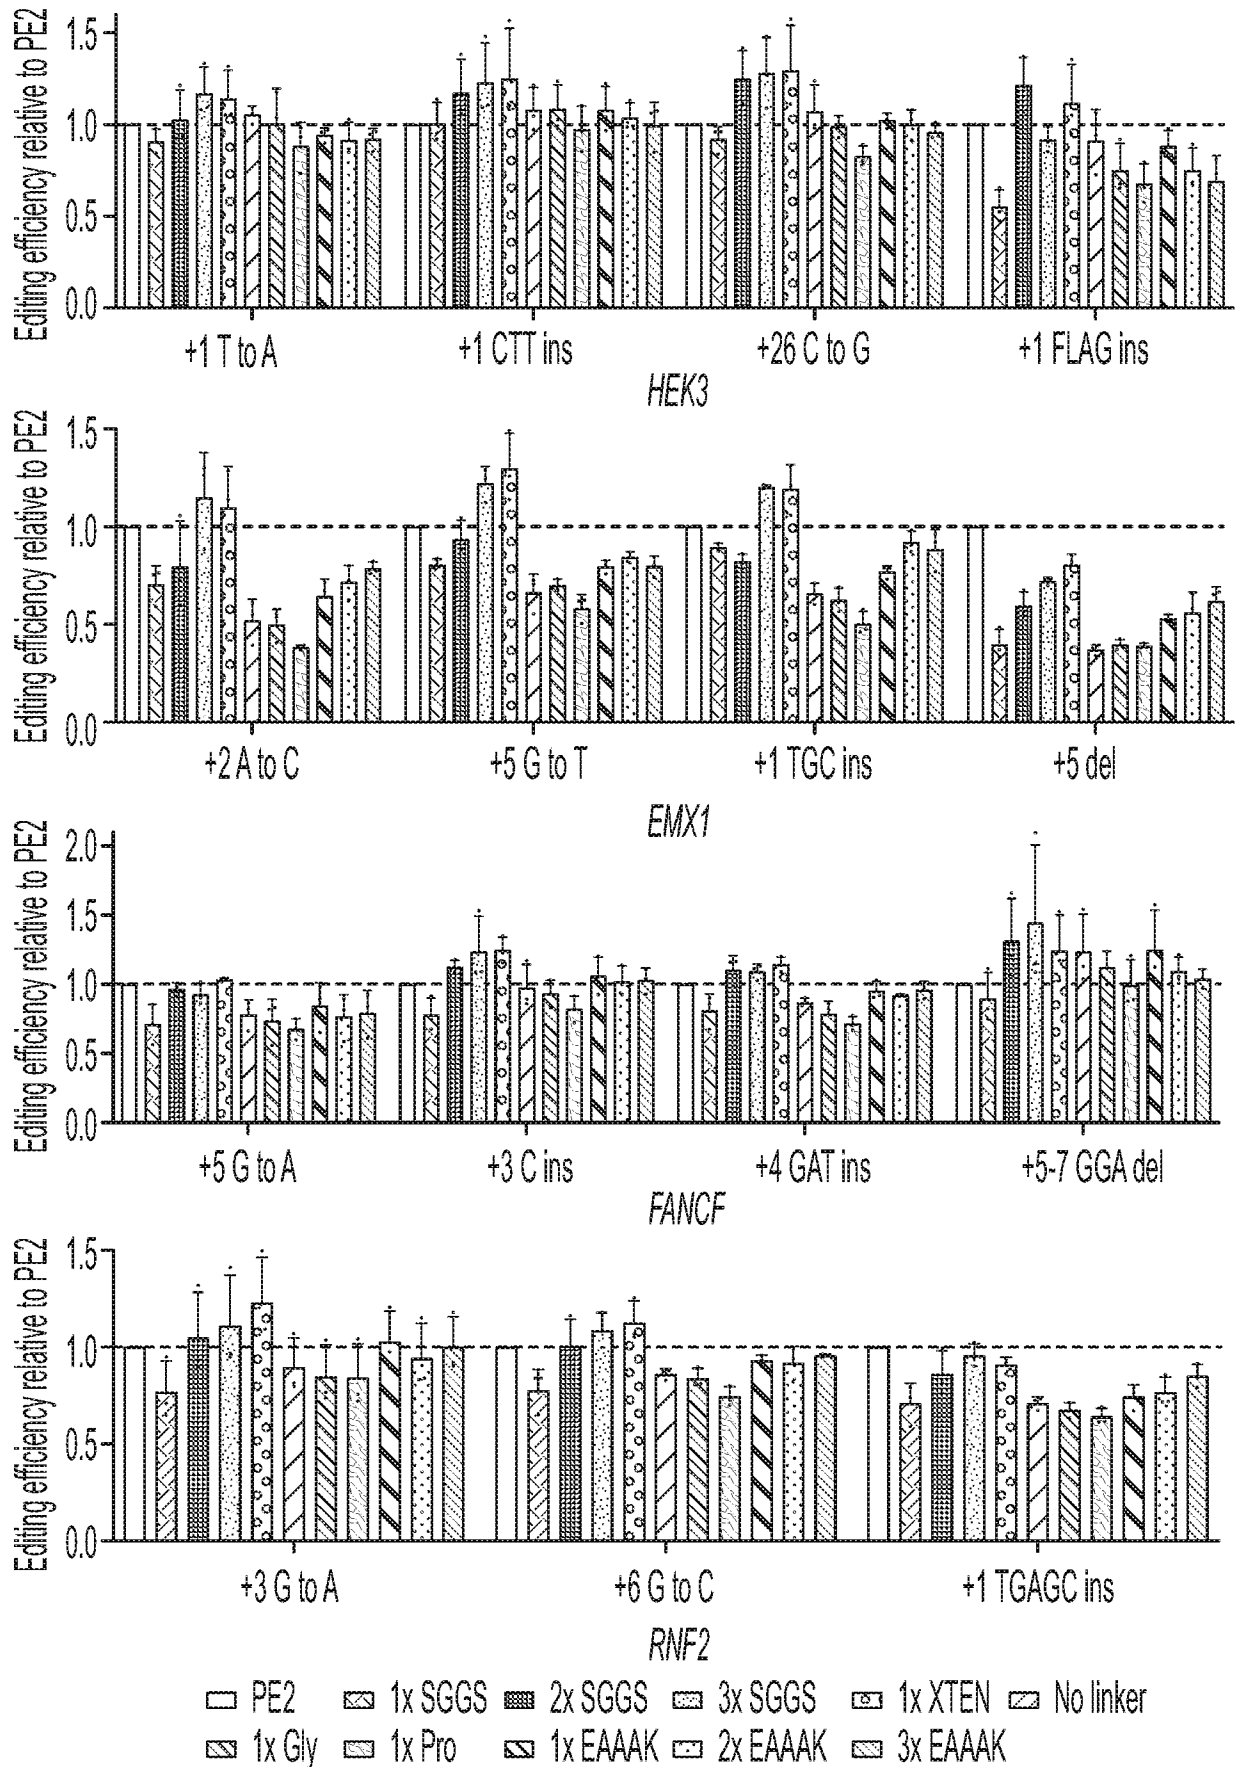 Editing efficiency relative to PE2
1.5
1.0
0.5
0.0
+1 T to A
+1 CTT ins
+26 C to G
+1 FLAG ins
HEK3
Editing efficiency relative to PE2
1.5
1.0
0.5
0.0
+2 A to C
+5 G to T
+1 TGC ins
+5 del
EMX1
Editing efficiency relative to PE2
2.0
1.5
1.0
0.5
0.0
+5 G to A
+3 C ins
+4 GAT ins
+5-7 GGA del
FANCF
Editing efficiency relative to PE2
1.5
1.0
0.5
0.0
+3 G to A
+6 G to C
+1 TGAGC ins
RNF2
PE2 1x SGGS 2x SGGS 3x SGGS 1x XTEN No linker
1x Gly 1x Pro 1x EAAAK 2x EAAAK 3x EAAAK